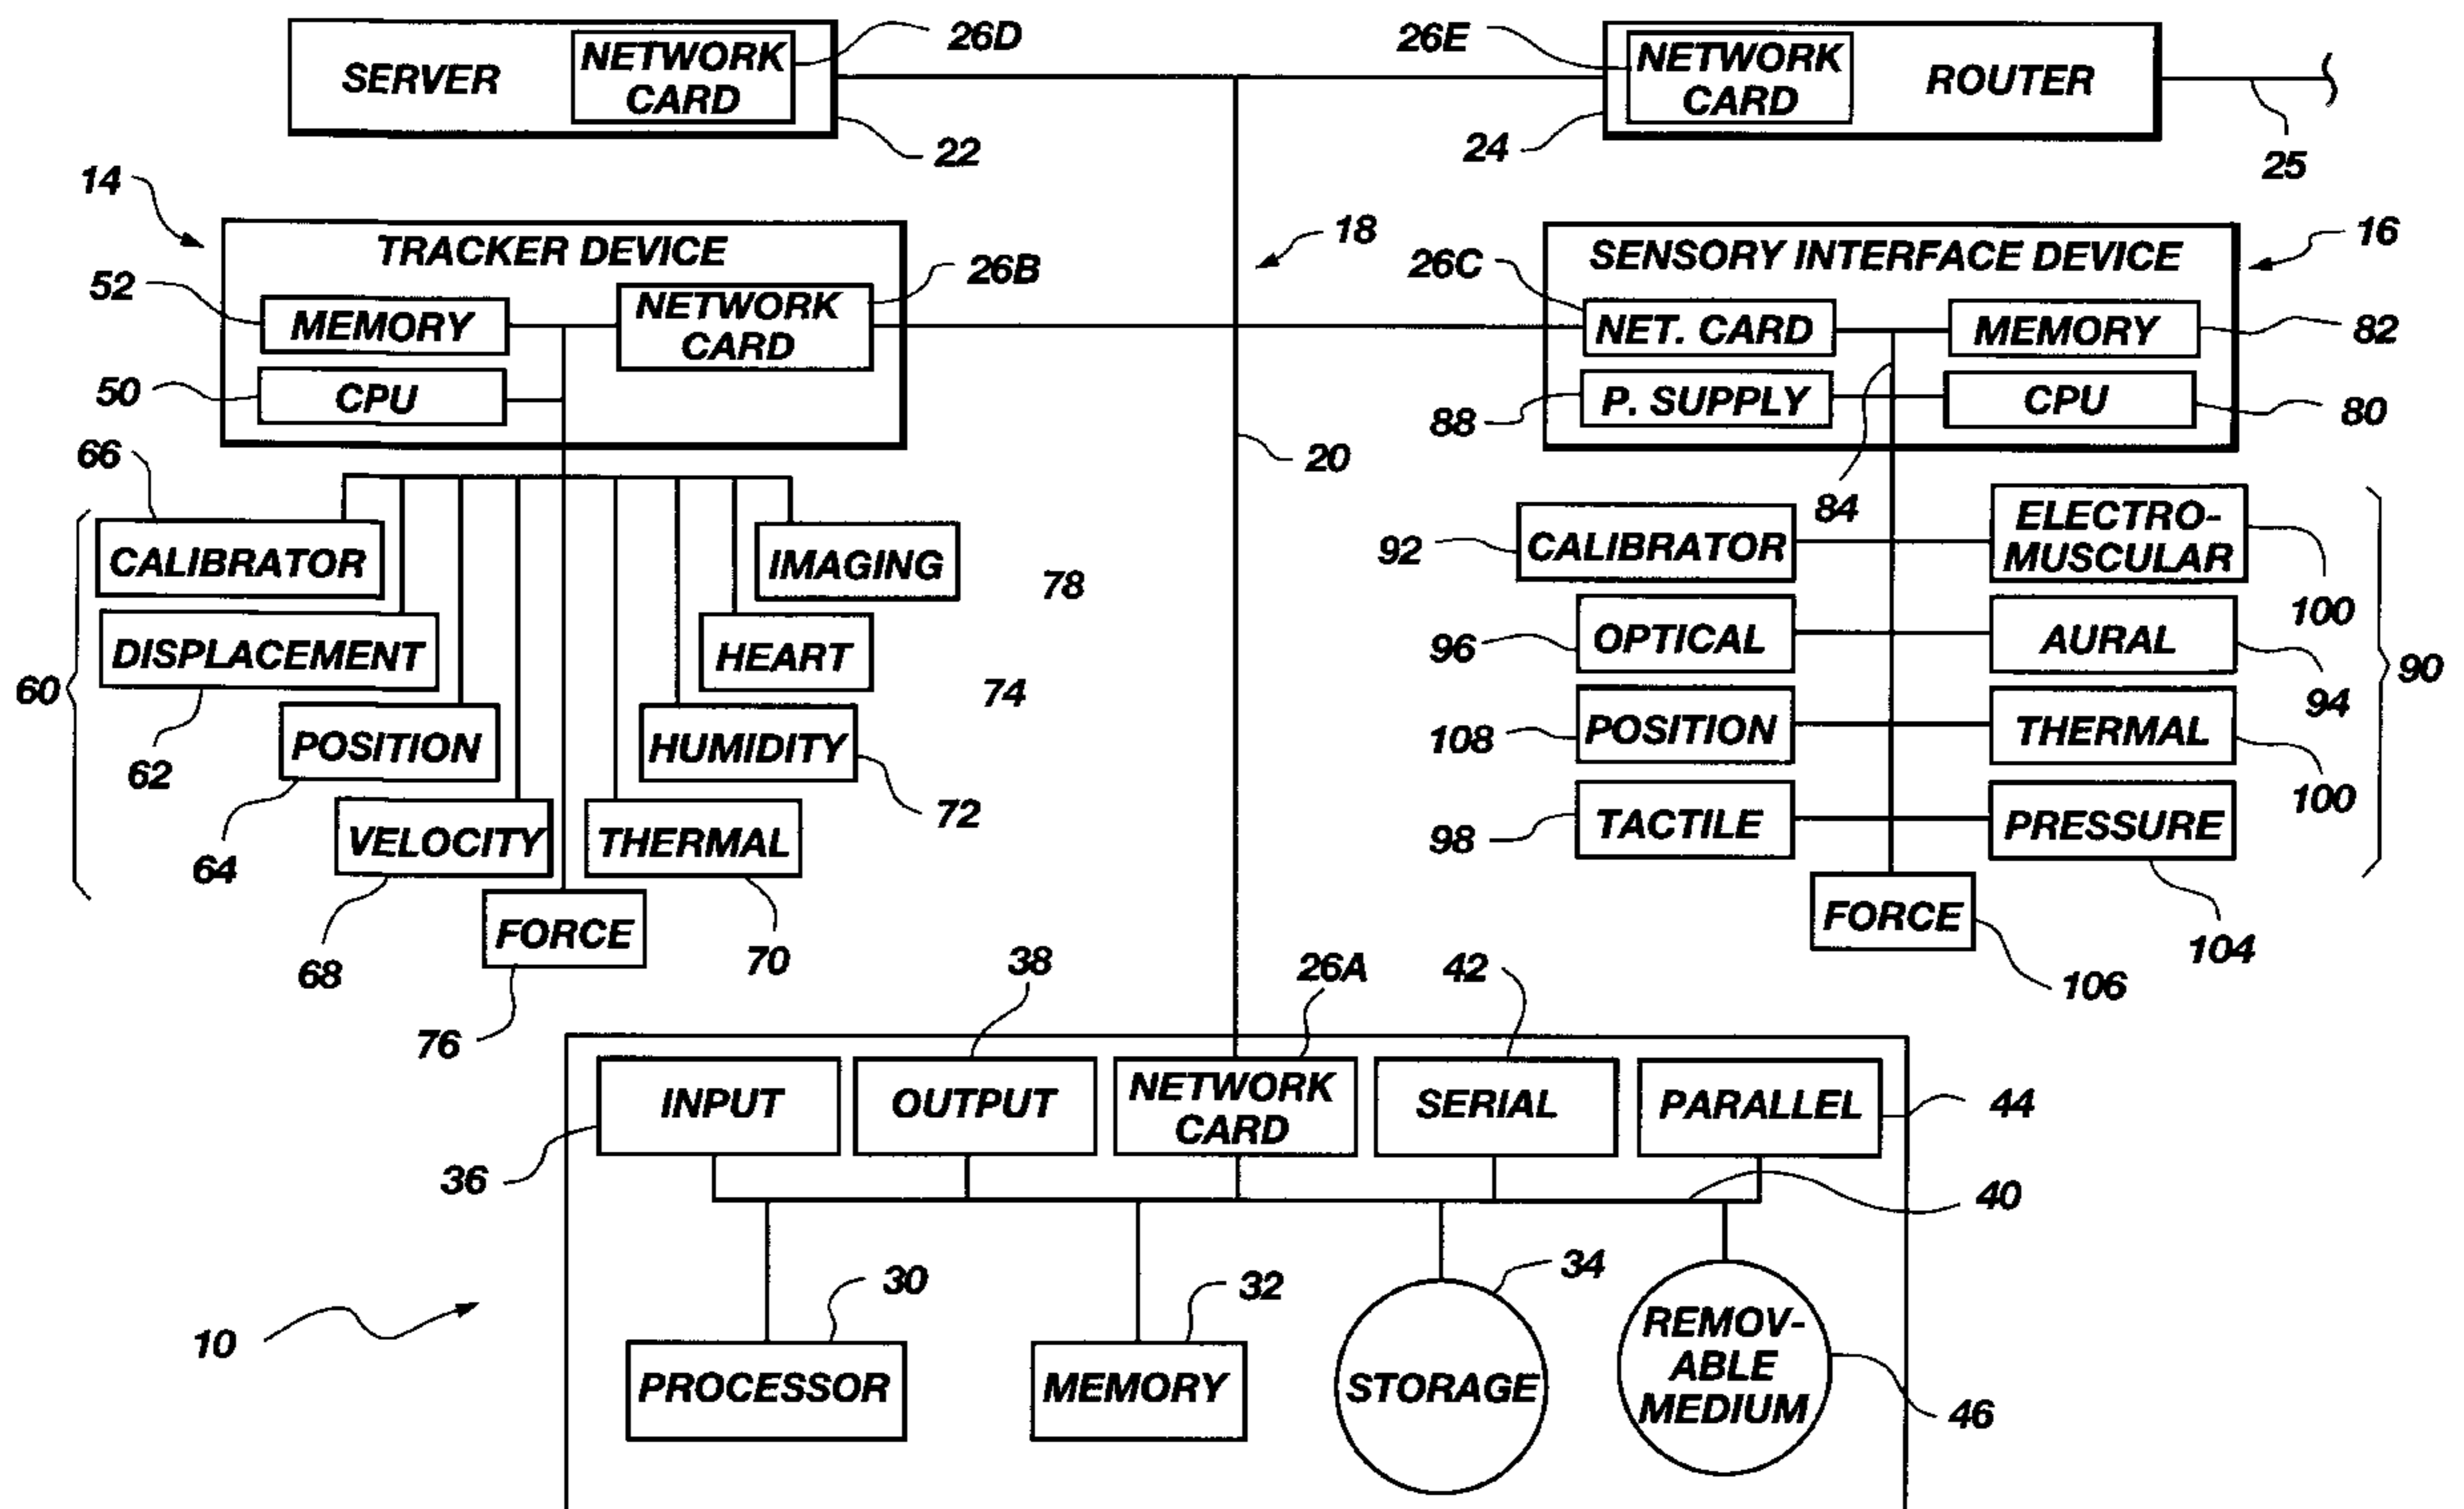 SERVER
NETWORK
CARD
26D
22
26E
NETWORK
CARD
ROUTER
24
25
14
TRACKER DEVICE
52
MEMORY
NETWORK
CARD
26B
50
CPU
18
20
SENSORY INTERFACE DEVICE
16
26C
NET. CARD
MEMORY
82
88
P. SUPPLY
CPU
80
84
66
60
CALIBRATOR
DISPLACEMENT
62
POSITION
64
VELOCITY
68
FORCE
76
THERMAL
70
HUMIDITY
72
HEART
74
IMAGING
78
92
CALIBRATOR
ELECTRO-
MUSCULAR
100
96
OPTICAL
AURAL
94
90
108
POSITION
THERMAL
100
98
TACTILE
PRESSURE
104
FORCE
106
38
26A
42
INPUT
OUTPUT
NETWORK
CARD
SERIAL
PARALLEL
44
36
40
10
30
PROCESSOR
32
MEMORY
34
STORAGE
REMOV-
ABLE
MEDIUM
46